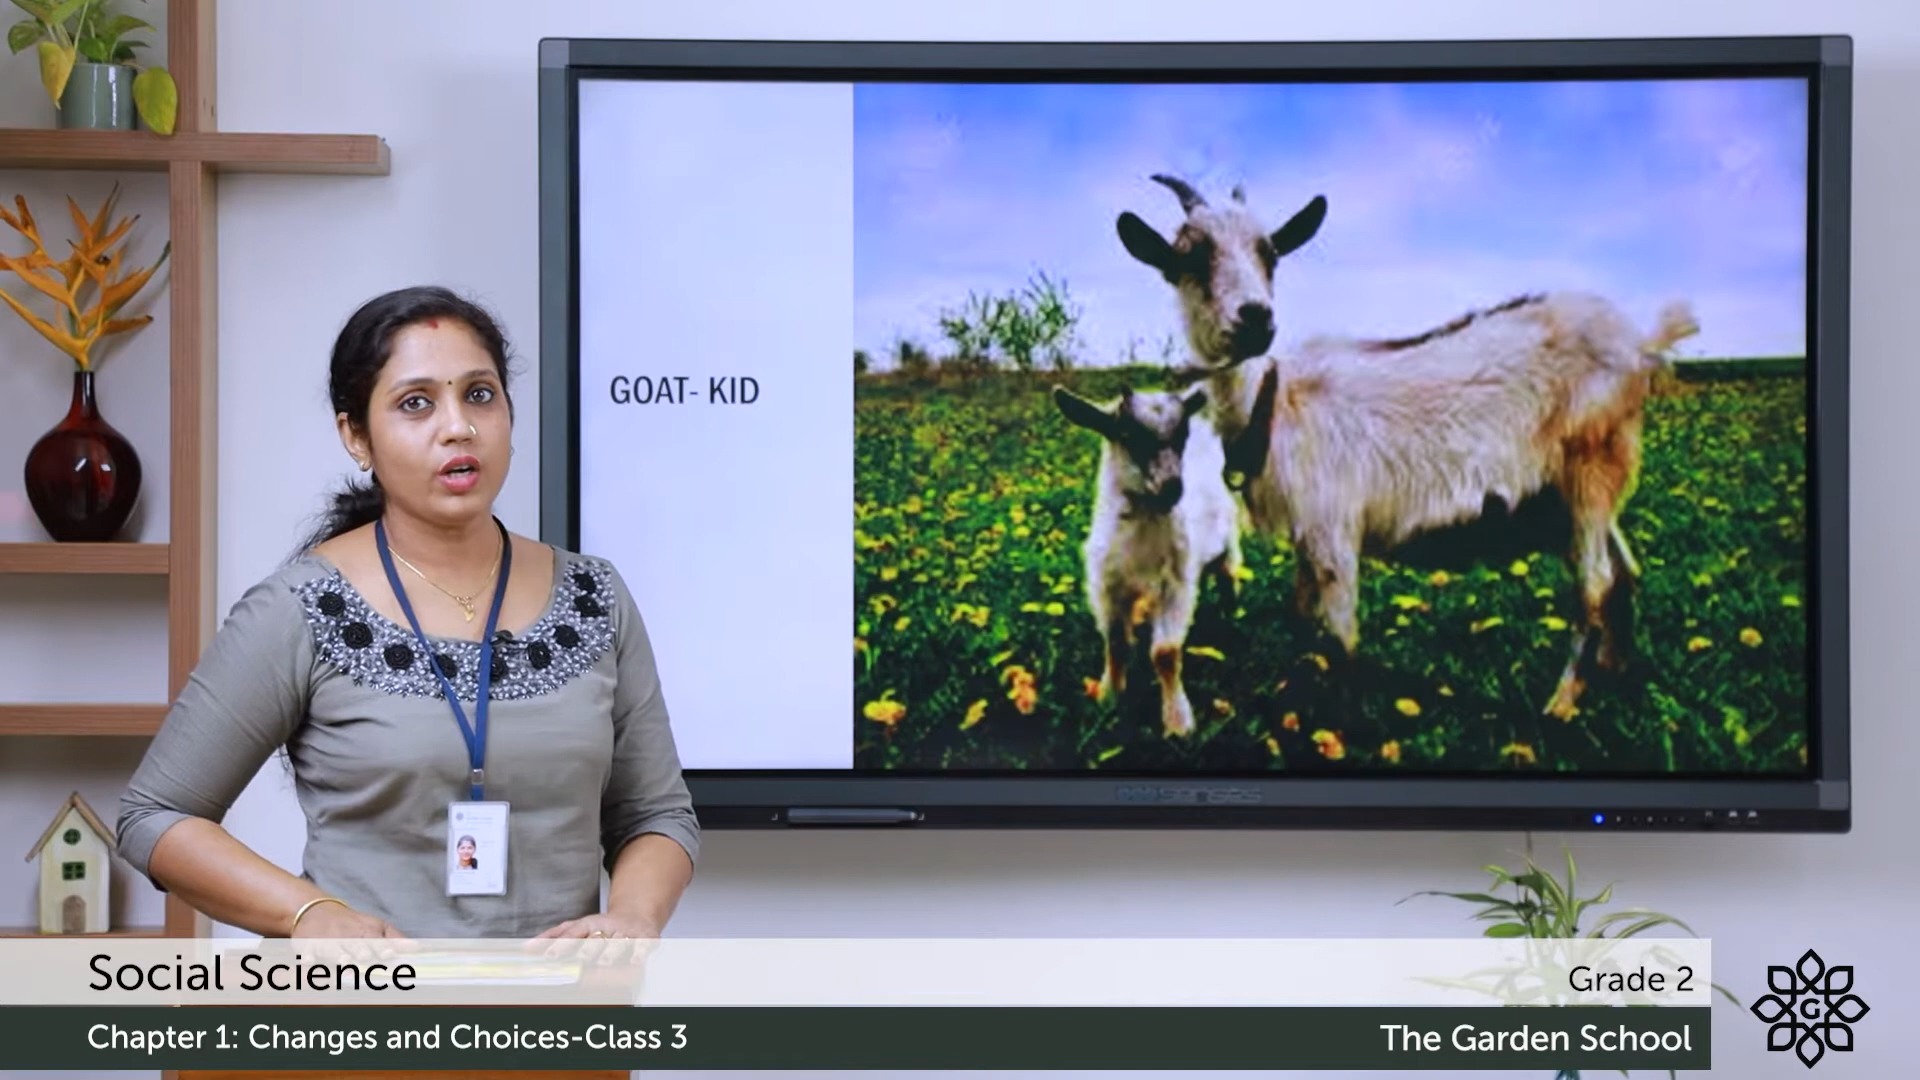 GOAT- KID
Social Science
Grade 2
Chapter 1: Changes and Choices-Class 3
The Garden School
G